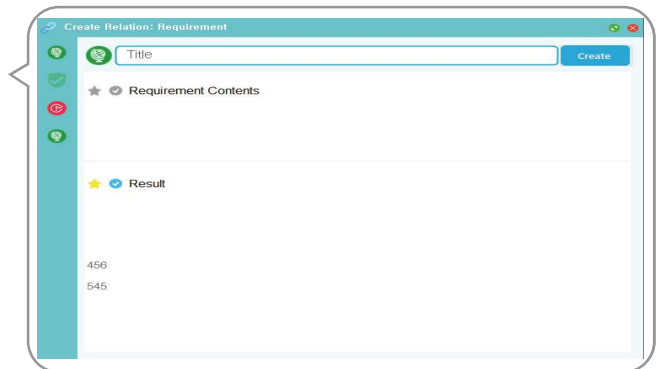 Create Relation: Requirement
Title
Create
Requirement Contents
Result
456
545